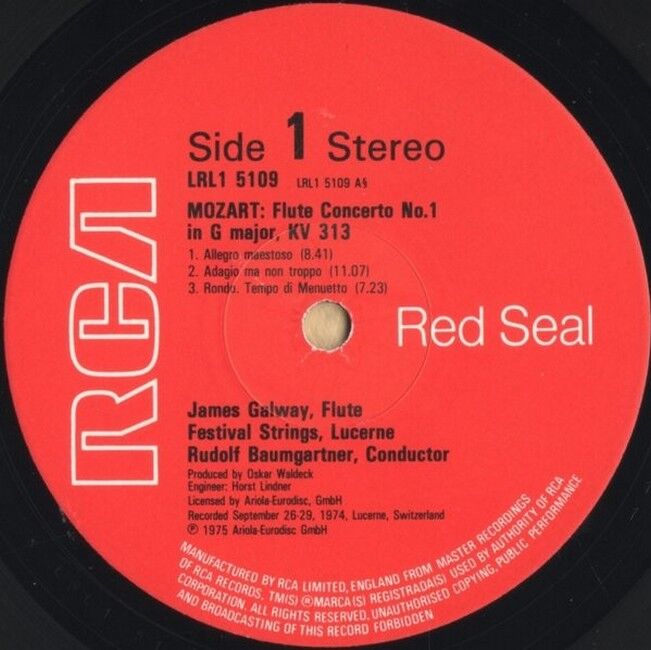 Side 1 Stereo
LRL1 5109 LRL1 5109 A§
MOZART: Flute Concerto No.1
in G major, KV 313
1. Allegro maestoso (8.41)
2. Adagio ma non troppo (11.07)
3. Rondo. Tempo di Menuetto (7.23)
RCA
Red Seal
James Galway, Flute
Festival Strings, Lucerne
Rudolf Baumgartner, Conductor
Produced by Oskar Waldeck
Engineer: Horst Lindner
Licensed by Ariola-Eurodisc, GmbH
Recorded September 26-29, 1974, Lucerne, Switzerland
℗ 1975 Ariola-Eurodisc GmbH
MANUFACTURED BY RCA LIMITED, ENGLAND FROM MASTER RECORDINGS
OF RCA RECORDS. TM(S) ® MARCA(S) REGISTRADA(S) USED BY AUTHORITY OF RCA
CORPORATION. ALL RIGHTS RESERVED. UNAUTHORISED COPYING, PUBLIC PERFORMANCE
AND BROADCASTING OF THIS RECORD FORBIDDEN